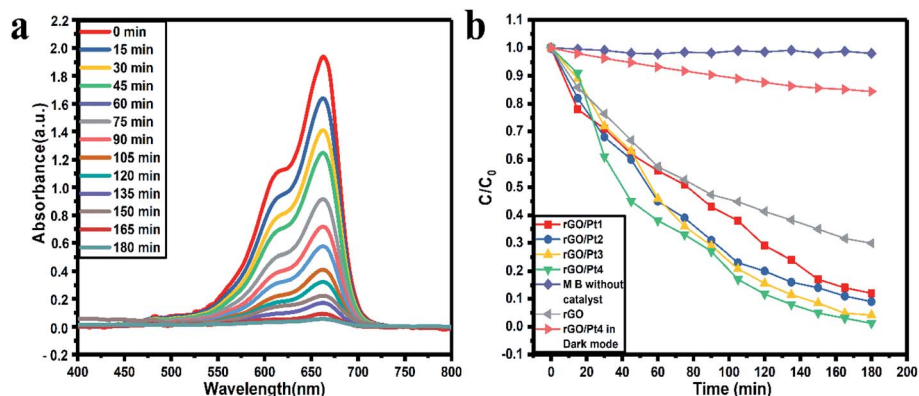 a
Absorbance(a.u.)
2.2
2.0
1.8
1.6
1.4
1.2
1.0
0.8
0.6
0.4
0.2
0.0
- 0.2
0 min
15 min
30 min
45 min
60 min
75 min
90 min
105 min
120 min
135 min
150 min
165 min
180 min
400 450 500 550 600 650 700 750 800
Wavelength(nm)
b
C/C0
1.1
1.0
0.9
0.8
0.7
0.6
0.5
0.4
0.3
0.2
0.1
0.0
-0.1
rGO/Pt1
rGO/Pt2
rGO/Pt3
rGO/Pt4
M B without
catalyst
rGO
rGO/Pt4 in
Dark mode
0 20 40 60 80 100 120 140 160 180 200
Time (min)